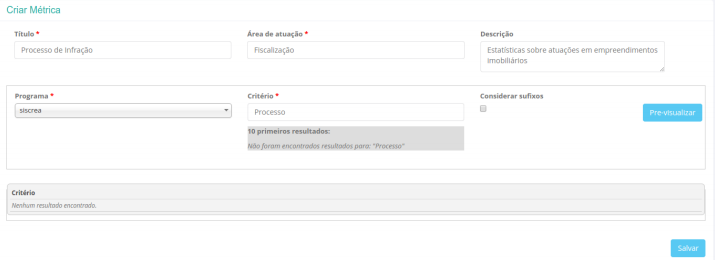 Criar Métrica
Título * Área de atuação * Descrição
Processo de Infração Fiscalização Estatísticas sobre atuações em empreendimentos
imobiliários
Programa * Critério * Considerar sufixos
siscrea Processo Pre-visualizar
10 primeiros resultados:
Não foram encontrados resultados para: "Processo"
Critério
Nenhum resultado encontrado.
Salvar